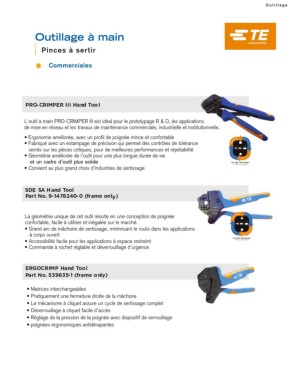 Outillage
Outillage à main
Pinces à sertir
Commerciales
TE
PRO-CRIMPER III Hand Tool
L'outil à main PRO-CRIMPER III est idéal pour le prototypage R & D, les applications
de mise en réseau et les travaux de maintenance commerciale, industrielle et institutionnelle.
• Ergonomie améliorée, avec un profil de poignée mince et confortable
• Fabriqué avec un estampage de précision qui permet des contrôles de tolérance
serrés sur les pièces critiques, pour de meilleures performances et répétabilité
• Géométrie améliorée de l'outil pour une plus longue durée de vie
et un cadre d'outil plus solide
• Convient au plus grand choix d'industries de sertissage
SDE SA Hand Tool
Part No. 9-1478240-0 (frame only)
La géométrie unique de cet outil résulte en une conception de poignée
confortable, facile à utiliser et offrant un maximum d'efficacité.
• Grand arc de mâchoire de sertissage, minimisant le roulis dans les applications
à corps ouvert
• Accessibilité facile pour les applications à espace restreint
• Commande à rochet réglable et déverrouillage d'urgence
ERGOCRIMP Hand Tool
Part No. 539635-1 (frame only)
• Matrices interchangeables
• Pratiquement une fermeture droite de la mâchoire
• Le mécanisme à cliquet assure un cycle de sertissage complet
• Déverrouillage à cliquet facile d'accès
• Réglage de la pression de la poignée avec dispositif de verrouillage
• poignées ergonomiques antidérapantes